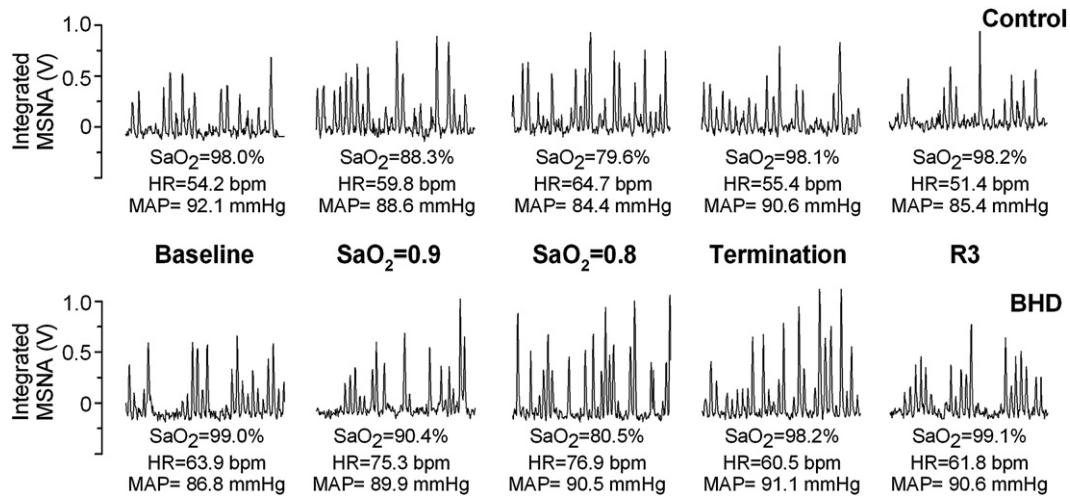 Control
Integrated
MSNA (V)
1.0
0.5
0
SaO₂=98.0% SaO₂=88.3% SaO₂=79.6% SaO₂=98.1% SaO₂=98.2%
HR=54.2 bpm HR=59.8 bpm HR=64.7 bpm HR=55.4 bpm HR=51.4 bpm
MAP= 92.1 mmHg MAP= 88.6 mmHg MAP= 84.4 mmHg MAP= 90.6 mmHg MAP= 85.4 mmHg
Baseline SaO₂=0.9 SaO₂=0.8 Termination R3
BHD
Integrated
MSNA (V)
1.0
0.5
0
SaO₂=99.0% SaO₂=90.4% SaO₂=80.5% SaO₂=98.2% SaO₂=99.1%
HR=63.9 bpm HR=75.3 bpm HR=76.9 bpm HR=60.5 bpm HR=61.8 bpm
MAP= 86.8 mmHg MAP= 89.9 mmHg MAP= 90.5 mmHg MAP= 91.1 mmHg MAP= 90.6 mmHg